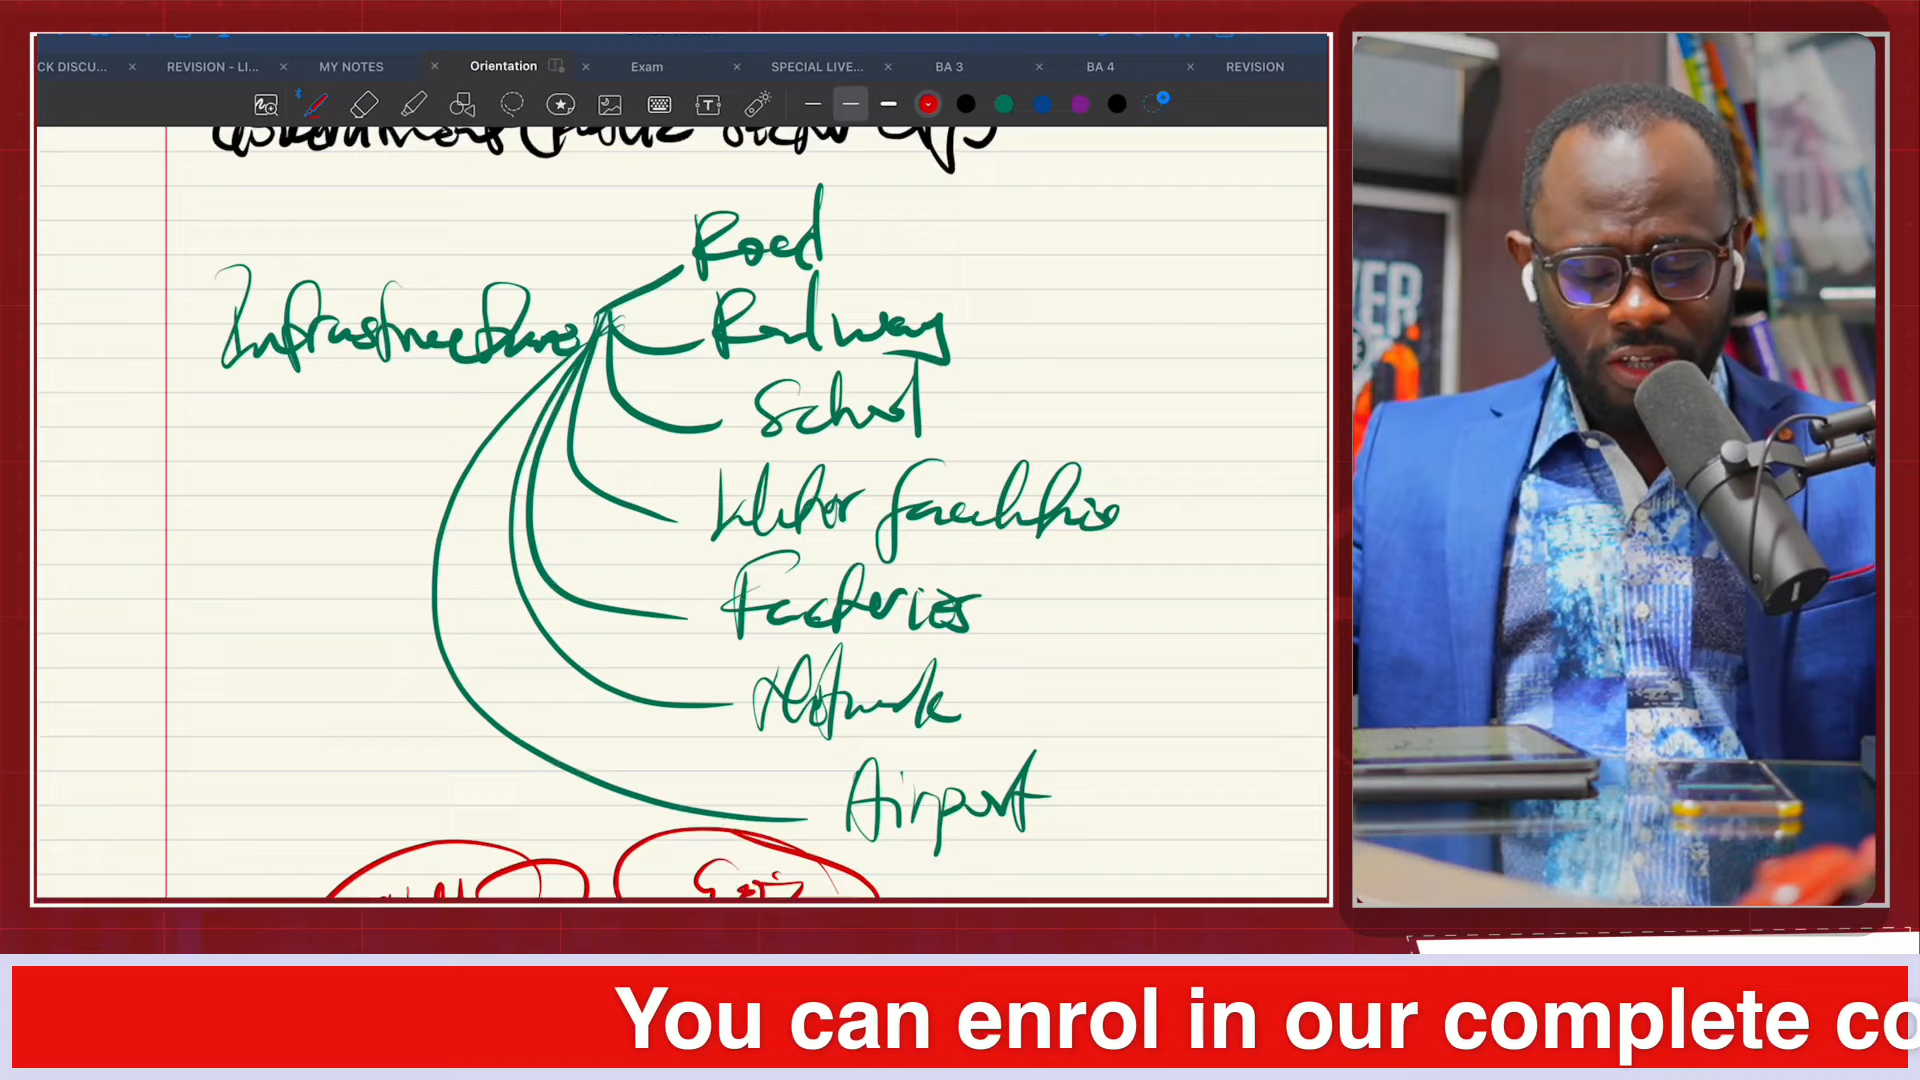 CK DISCU... REVISION - LI... MY NOTES Orientation Exam SPECIAL LIVE... BA 3 BA 4 REVISION
Road
Infrastructure
Railway
School
Water facilities
Factories
Network
Airport
You can enrol in our complete co